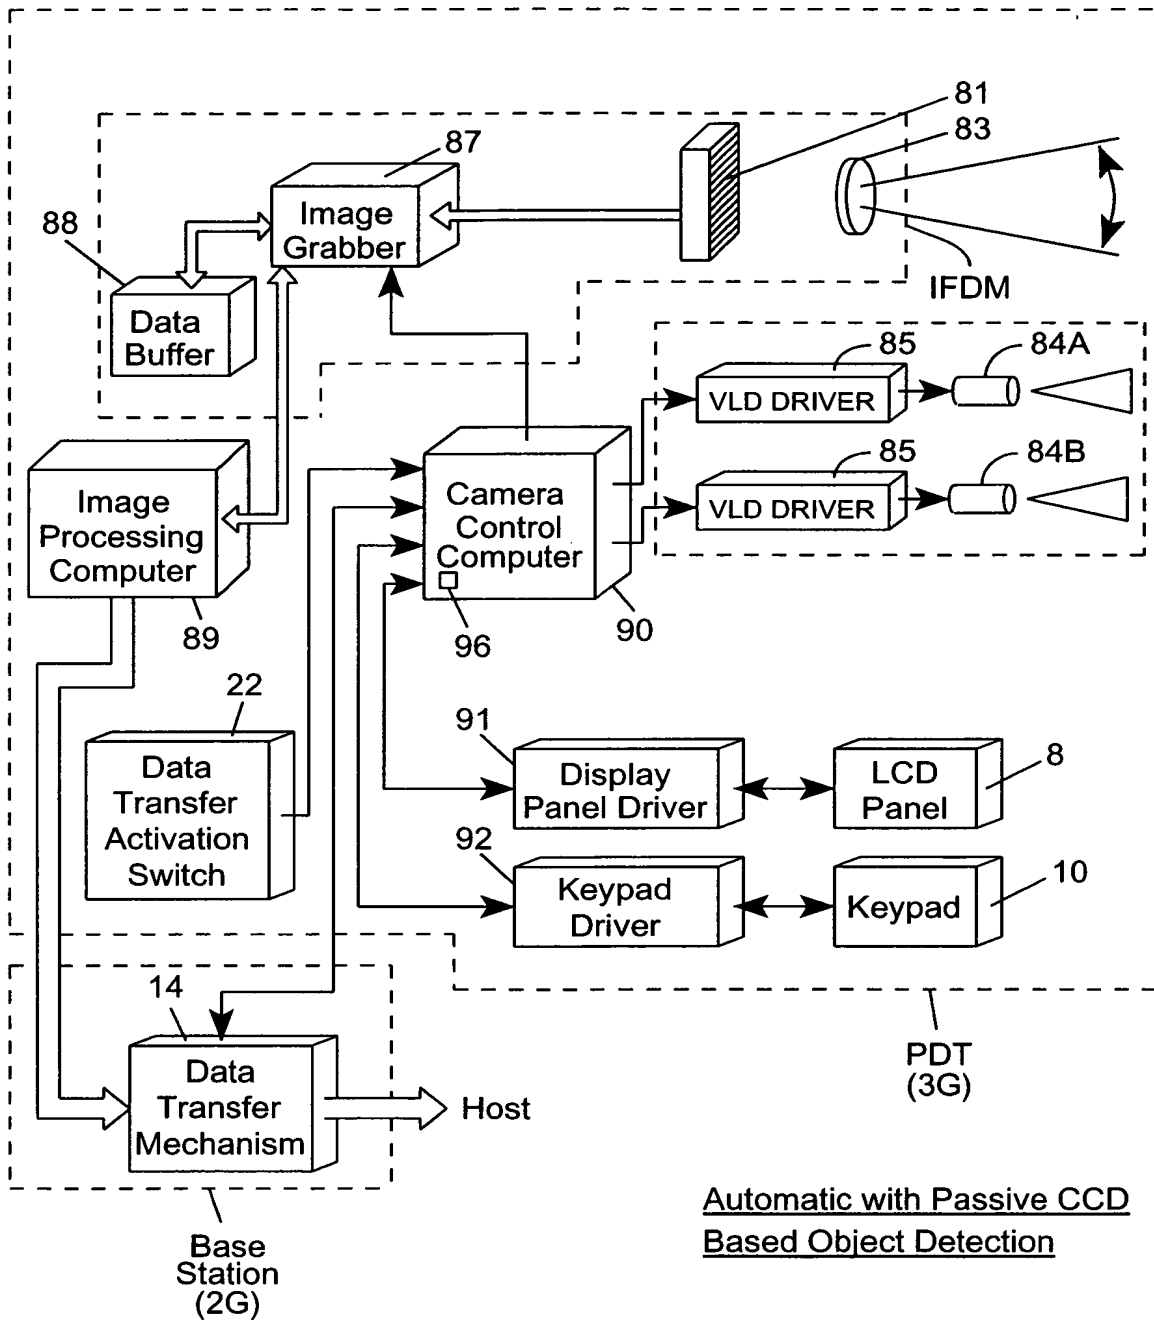 81
83
87
Image
Grabber
88
Data
Buffer
IFDM
85
84A
VLD DRIVER
85
84B
VLD DRIVER
Image
Processing
Computer
89
Camera
Control
Computer
96
90
22
Data
Transfer
Activation
Switch
91
Display
Panel Driver
LCD
Panel
8
92
Keypad
Driver
Keypad
10
14
Data
Transfer
Mechanism
Host
PDT
(3G)
Base
Station
(2G)
Automatic with Passive CCD
Based Object Detection